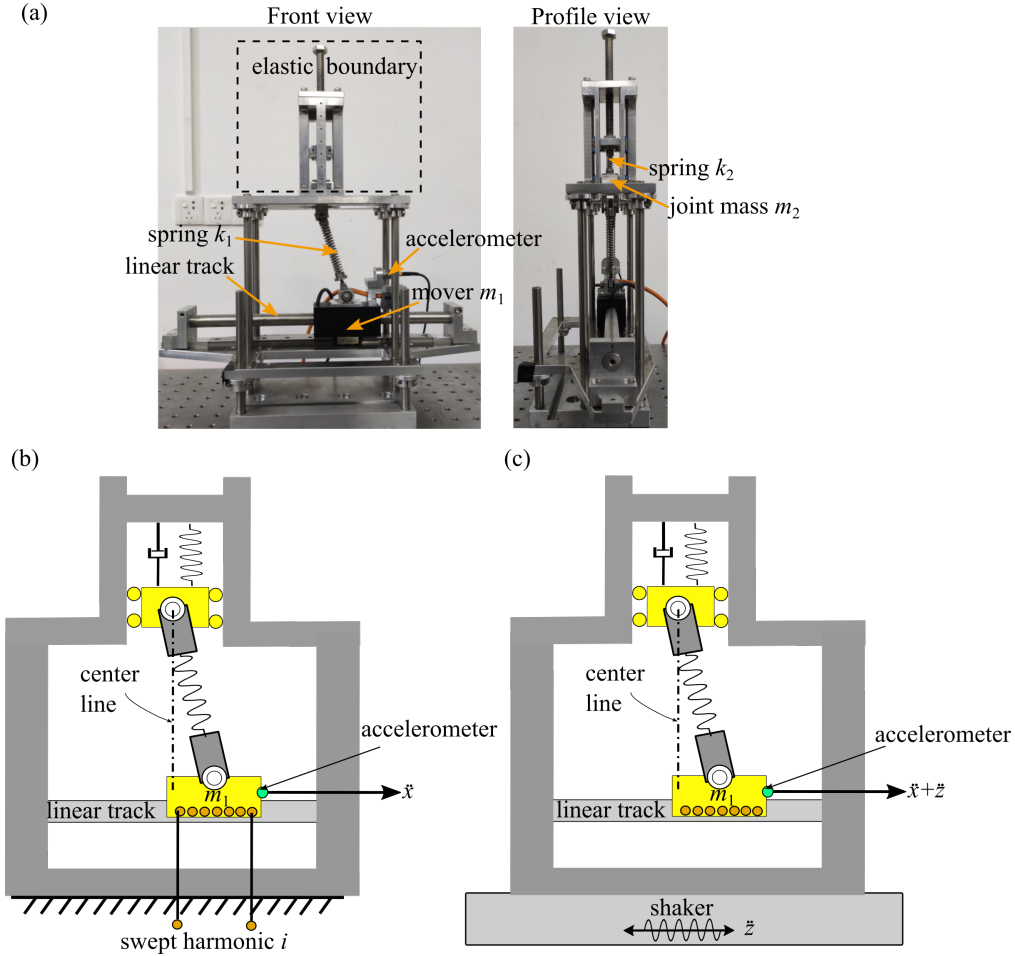 (a)
Front view
Profile view
elastic boundary
spring k₂
joint mass m₂
spring k₁
accelerometer
linear track
mover m₁
(b)
(c)
center
line
accelerometer
ẍ
m₁
linear track
swept harmonic i
center
line
accelerometer
ẍ+z̈
m₁
linear track
shaker
z̈